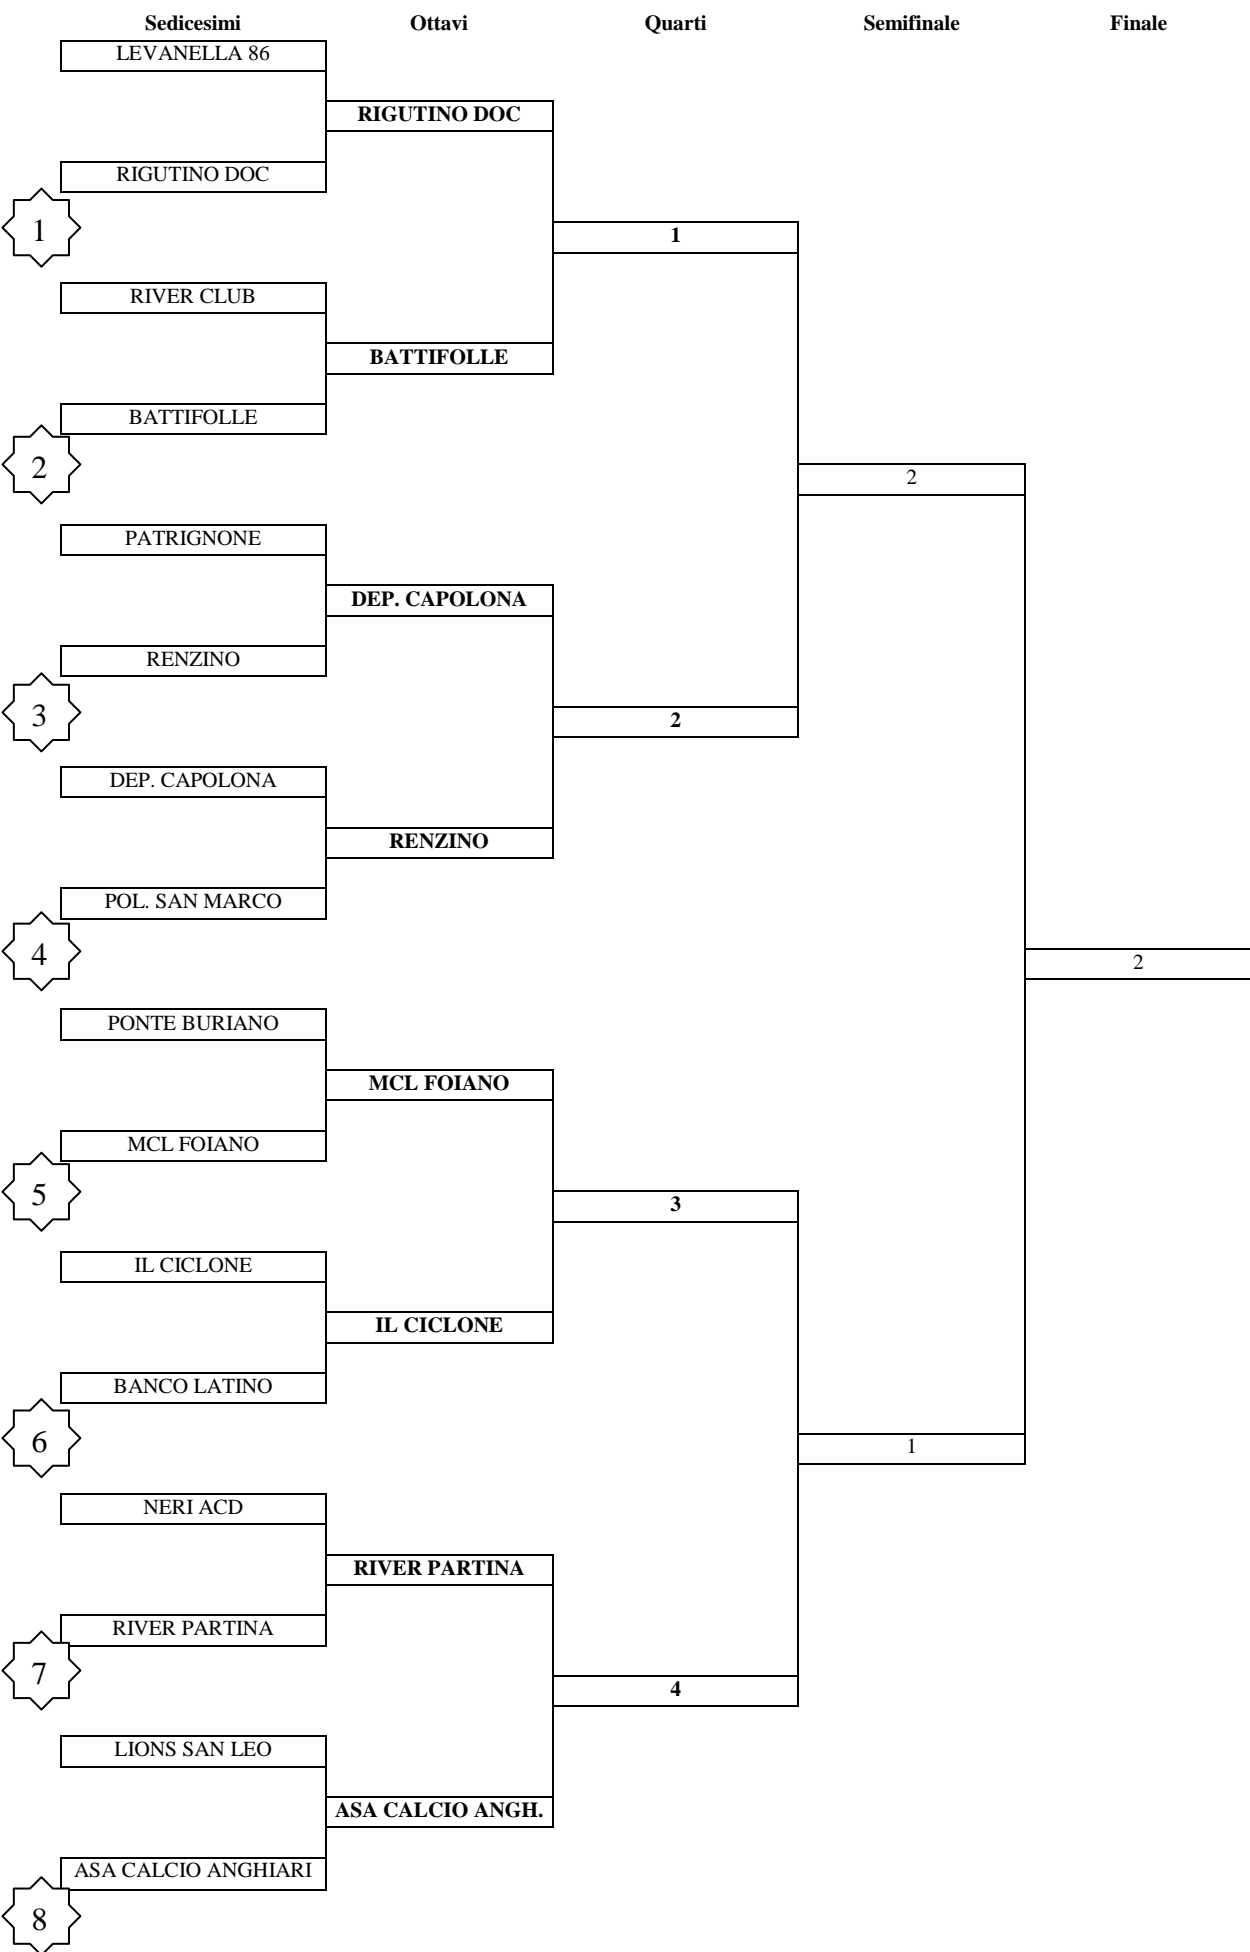 Sedicesimi Ottavi Quarti Semifinale Finale
LEVANELLA 86
RIGUTINO DOC
RIGUTINO DOC
1
1
RIVER CLUB
BATTIFOLLE
BATTIFOLLE
2
2
PATRIGNONE
DEP. CAPOLONA
RENZINO
3
2
DEP. CAPOLONA
RENZINO
POL. SAN MARCO
4
2
PONTE BURIANO
MCL FOIANO
MCL FOIANO
5
3
IL CICLONE
IL CICLONE
BANCO LATINO
6
1
NERI ACD
RIVER PARTINA
RIVER PARTINA
7
4
LIONS SAN LEO
ASA CALCIO ANGH.
ASA CALCIO ANGHIARI
8